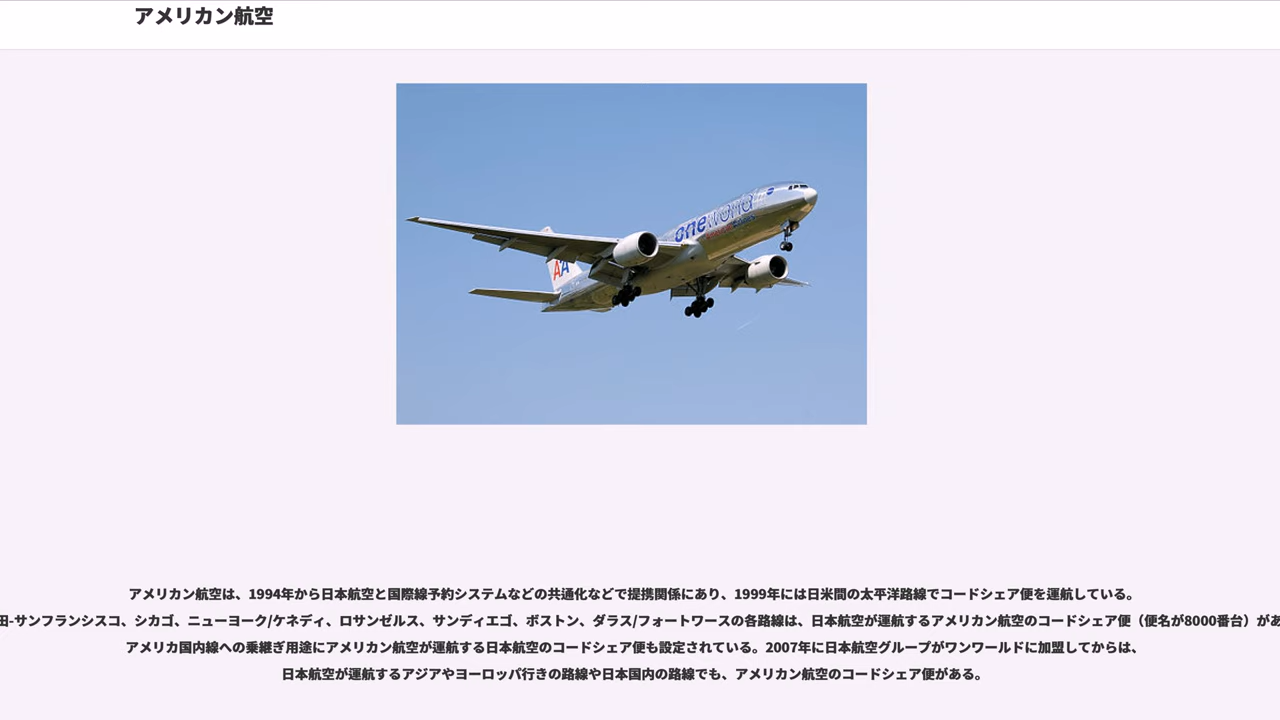 アメリカン航空
oneworld
AA
アメリカン航空は、1994年から日本航空と国際線予約システムなどの共通化などで提携関係にあり、1999年には日米間の太平洋路線でコードシェア便を運航している。
田-サンフランシスコ、シカゴ、ニューヨーク/ケネディ、ロサンゼルス、サンディエゴ、ボストン、ダラス/フォートワースの各路線は、日本航空が運航するアメリカン航空のコードシェア便（便名が8000番台）があ
アメリカ国内線への乗継ぎ用途にアメリカン航空が運航する日本航空のコードシェア便も設定されている。2007年に日本航空グループがワンワールドに加盟してからは、
日本航空が運航するアジアやヨーロッパ行きの路線や日本国内の路線でも、アメリカン航空のコードシェア便がある。